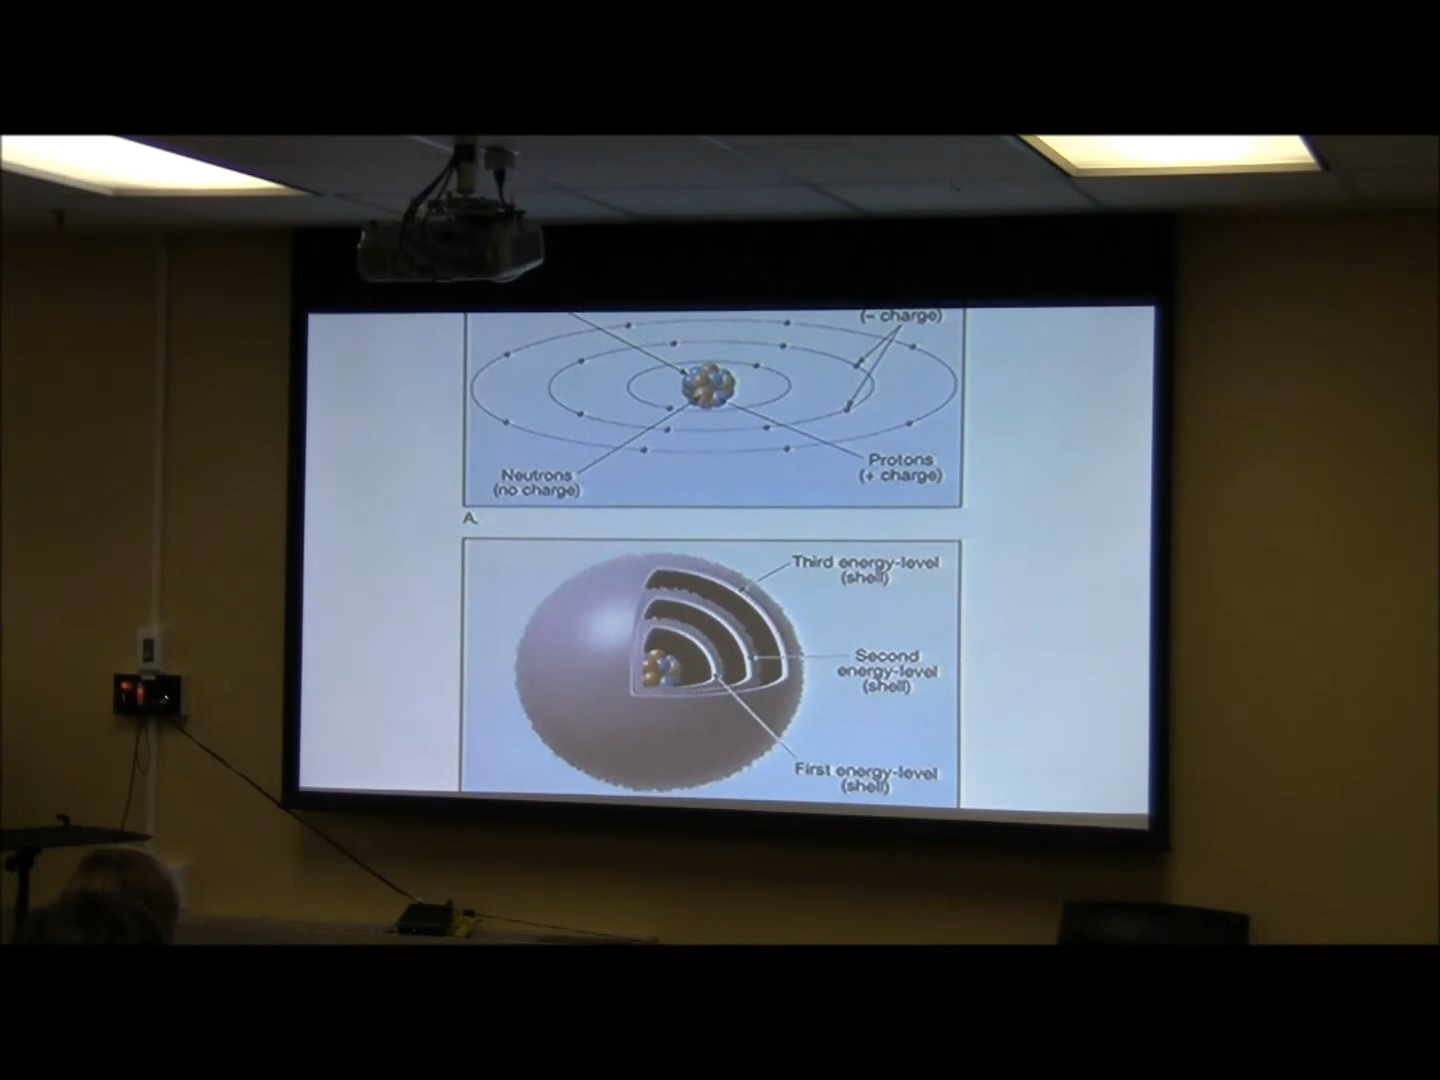 (– charge)
Protons
(+ charge)
Neutrons
(no charge)
A.
Third energy-level
(shell)
Second
energy-level
(shell)
First energy-level
(shell)